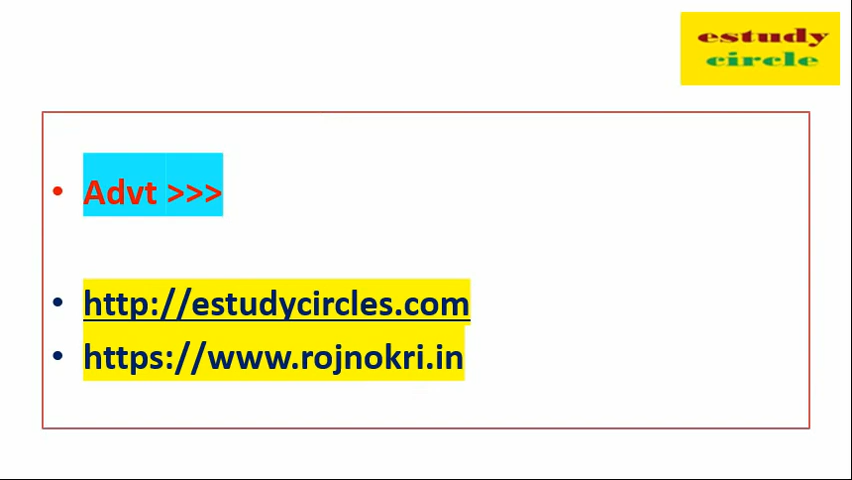 estudy
circle
• Advt >>>
• http://estudycircles.com
• https://www.rojnokri.in